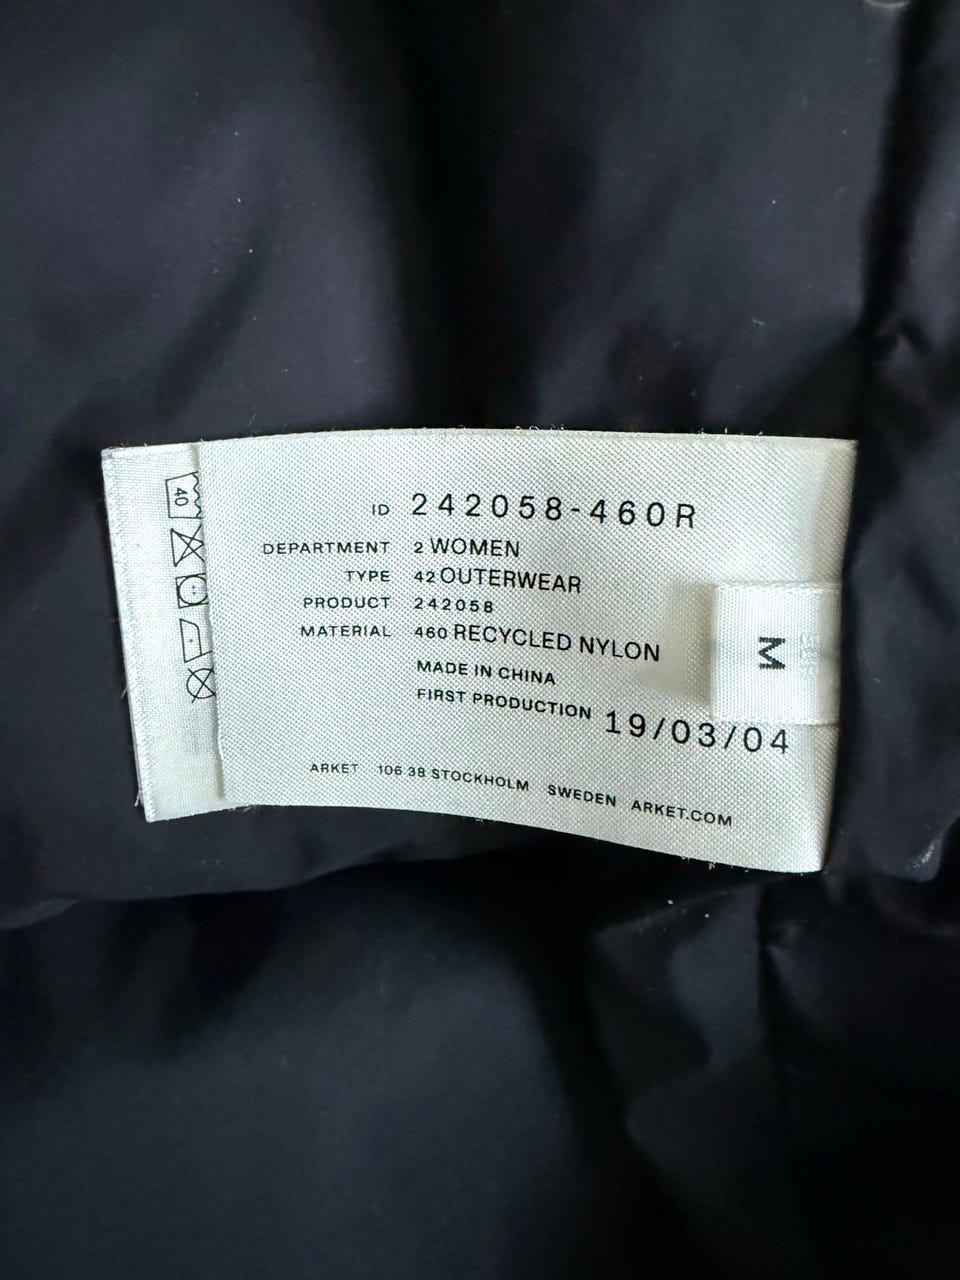 ID 242058-460R
DEPARTMENT 2 WOMEN
TYPE 42 OUTERWEAR
PRODUCT 242058
MATERIAL 460 RECYCLED NYLON
MADE IN CHINA
FIRST PRODUCTION 19/03/04
ARKET 106 38 STOCKHOLM SWEDEN ARKET.COM
M
40